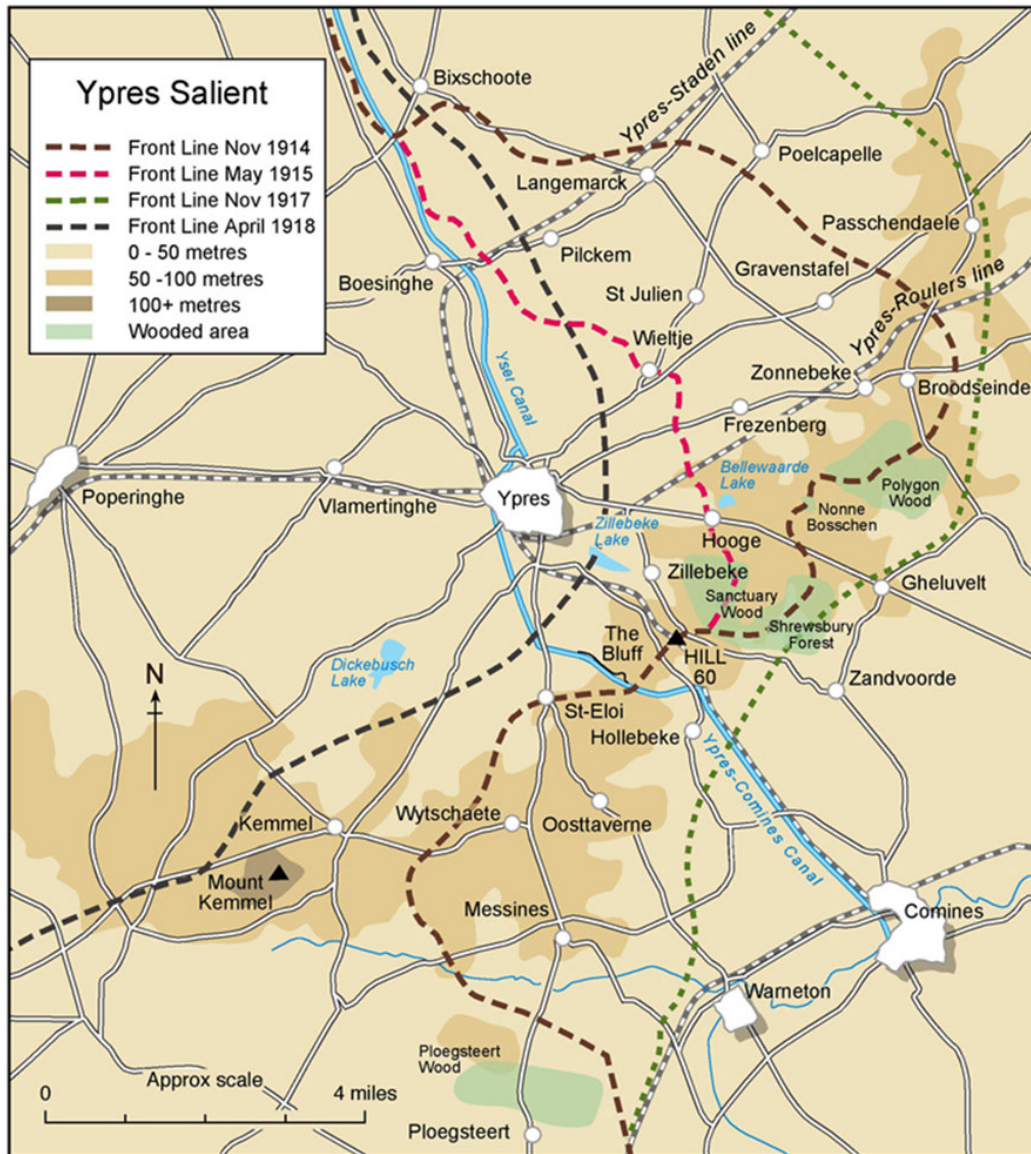 Ypres Salient
Front Line Nov 1914
Front Line May 1915
Front Line Nov 1917
Front Line April 1918
0 - 50 metres
50 -100 metres
100+ metres
Wooded area
Bixschoote
Ypres-Staden line
Poelcapelle
Langemarck
Passchendaele
Pilckem
Boesinghe
Gravenstafel
St Julien
Ypres-Roulers line
Wieltje
Yser Canal
Zonnebeke
Broodseinde
Frezenberg
Poperinghe
Vlamertinghe
Ypres
Bellewaarde
Lake
Polygon
Wood
Nonne
Bosschen
Zillebeke
Lake
Hooge
Zillebeke
Gheluvelt
Sanctuary
Wood
Shrewsbury
Forest
The
Bluff
HILL
60
Dickebusch
Lake
N
Zandvoorde
St-Eloi
Hollebeke
Ypres-Comines Canal
Kemmel
Wytschaete
Oosttaverne
Mount
Kemmel
Messines
Comines
Warneton
Ploegsteert
Wood
Approx scale
0
4 miles
Ploegsteert